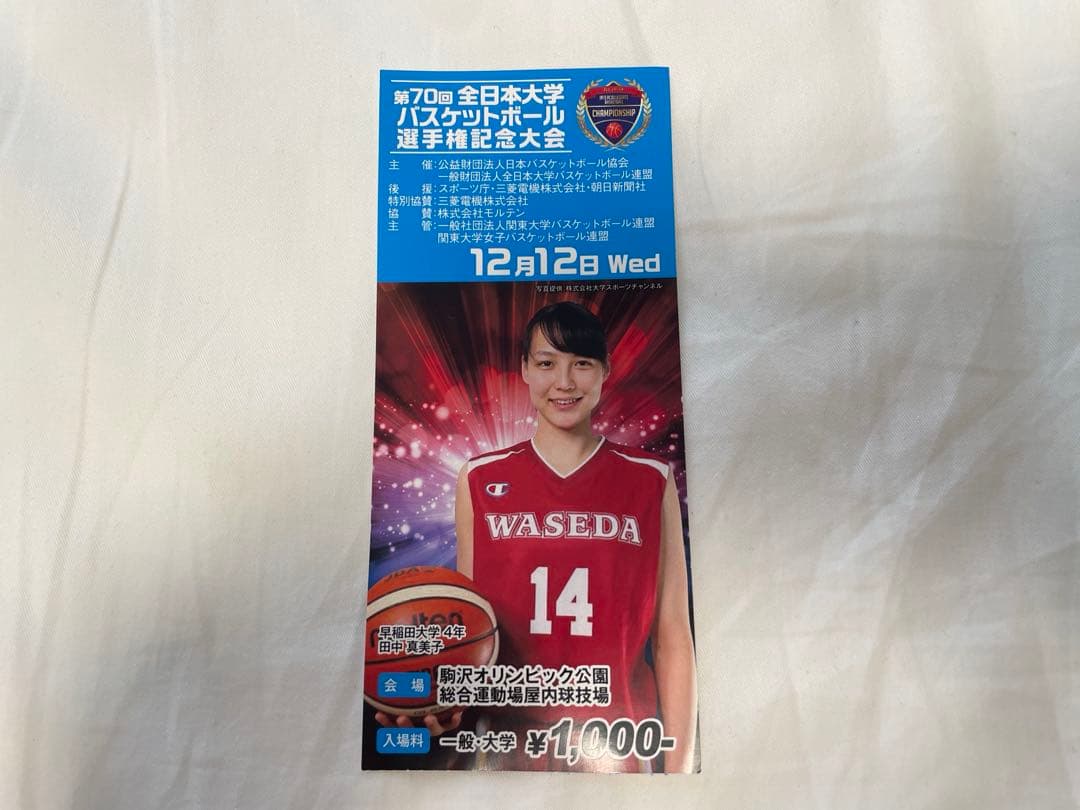 第70回 全日本大学
バスケットボール
選手権記念大会
INTERCOLLEGIATE
BASKETBALL
CHAMPIONSHIP
主　催：公益財団法人日本バスケットボール協会
一般財団法人全日本大学バスケットボール連盟
後　援：スポーツ庁・三菱電機株式会社・朝日新聞社
特別協賛：三菱電機株式会社
協　賛：株式会社モルテン
主　管：一般社団法人関東大学バスケットボール連盟
関東大学女子バスケットボール連盟
12月12日 Wed
写真提供 株式会社大学スポーツチャンネル
WASEDA
14
molten
早稲田大学 4年
田中 真美子
会　場
駒沢オリンピック公園
総合運動場屋内球技場
入場料
一般・大学 ¥1,000-